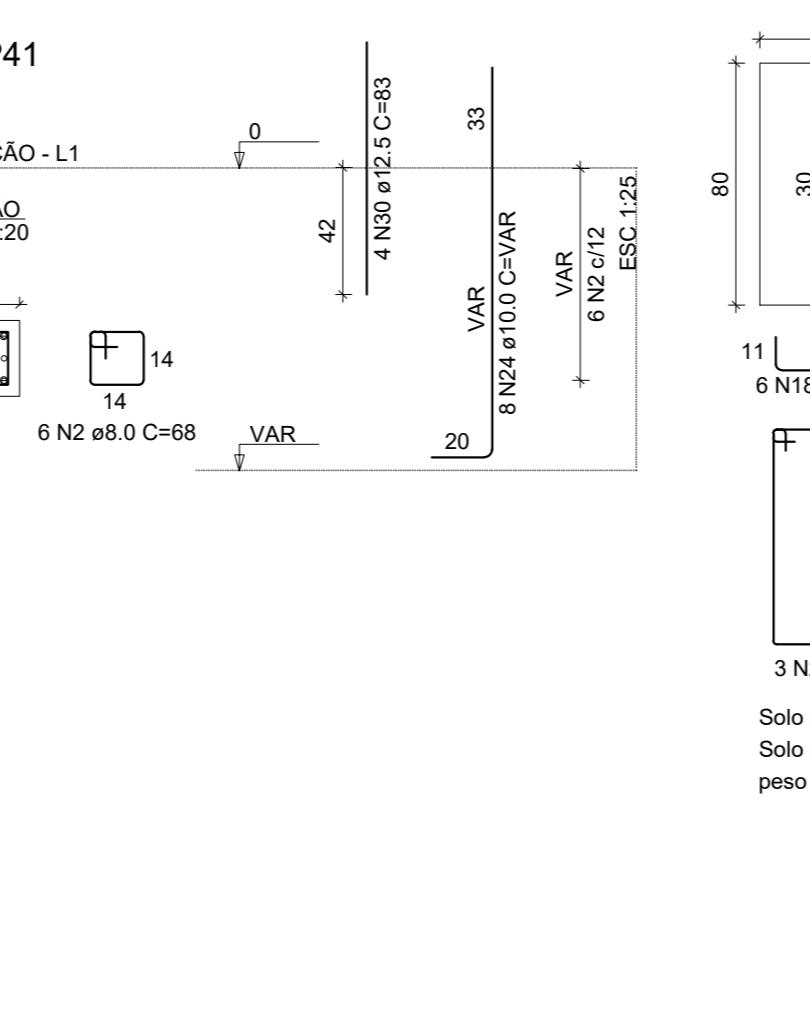 P41
0
ÇÃO - L1
ÃO
:20
42
4 N30 ø12.5 C=83
33
VAR
8 N24 ø10.0 C=VAR
20
VAR
6 N2 c/12
ESC 1:25
14
14
6 N2 ø8.0 C=68
VAR
80
30
11
6 N18
3 N
Solo
Solo
peso